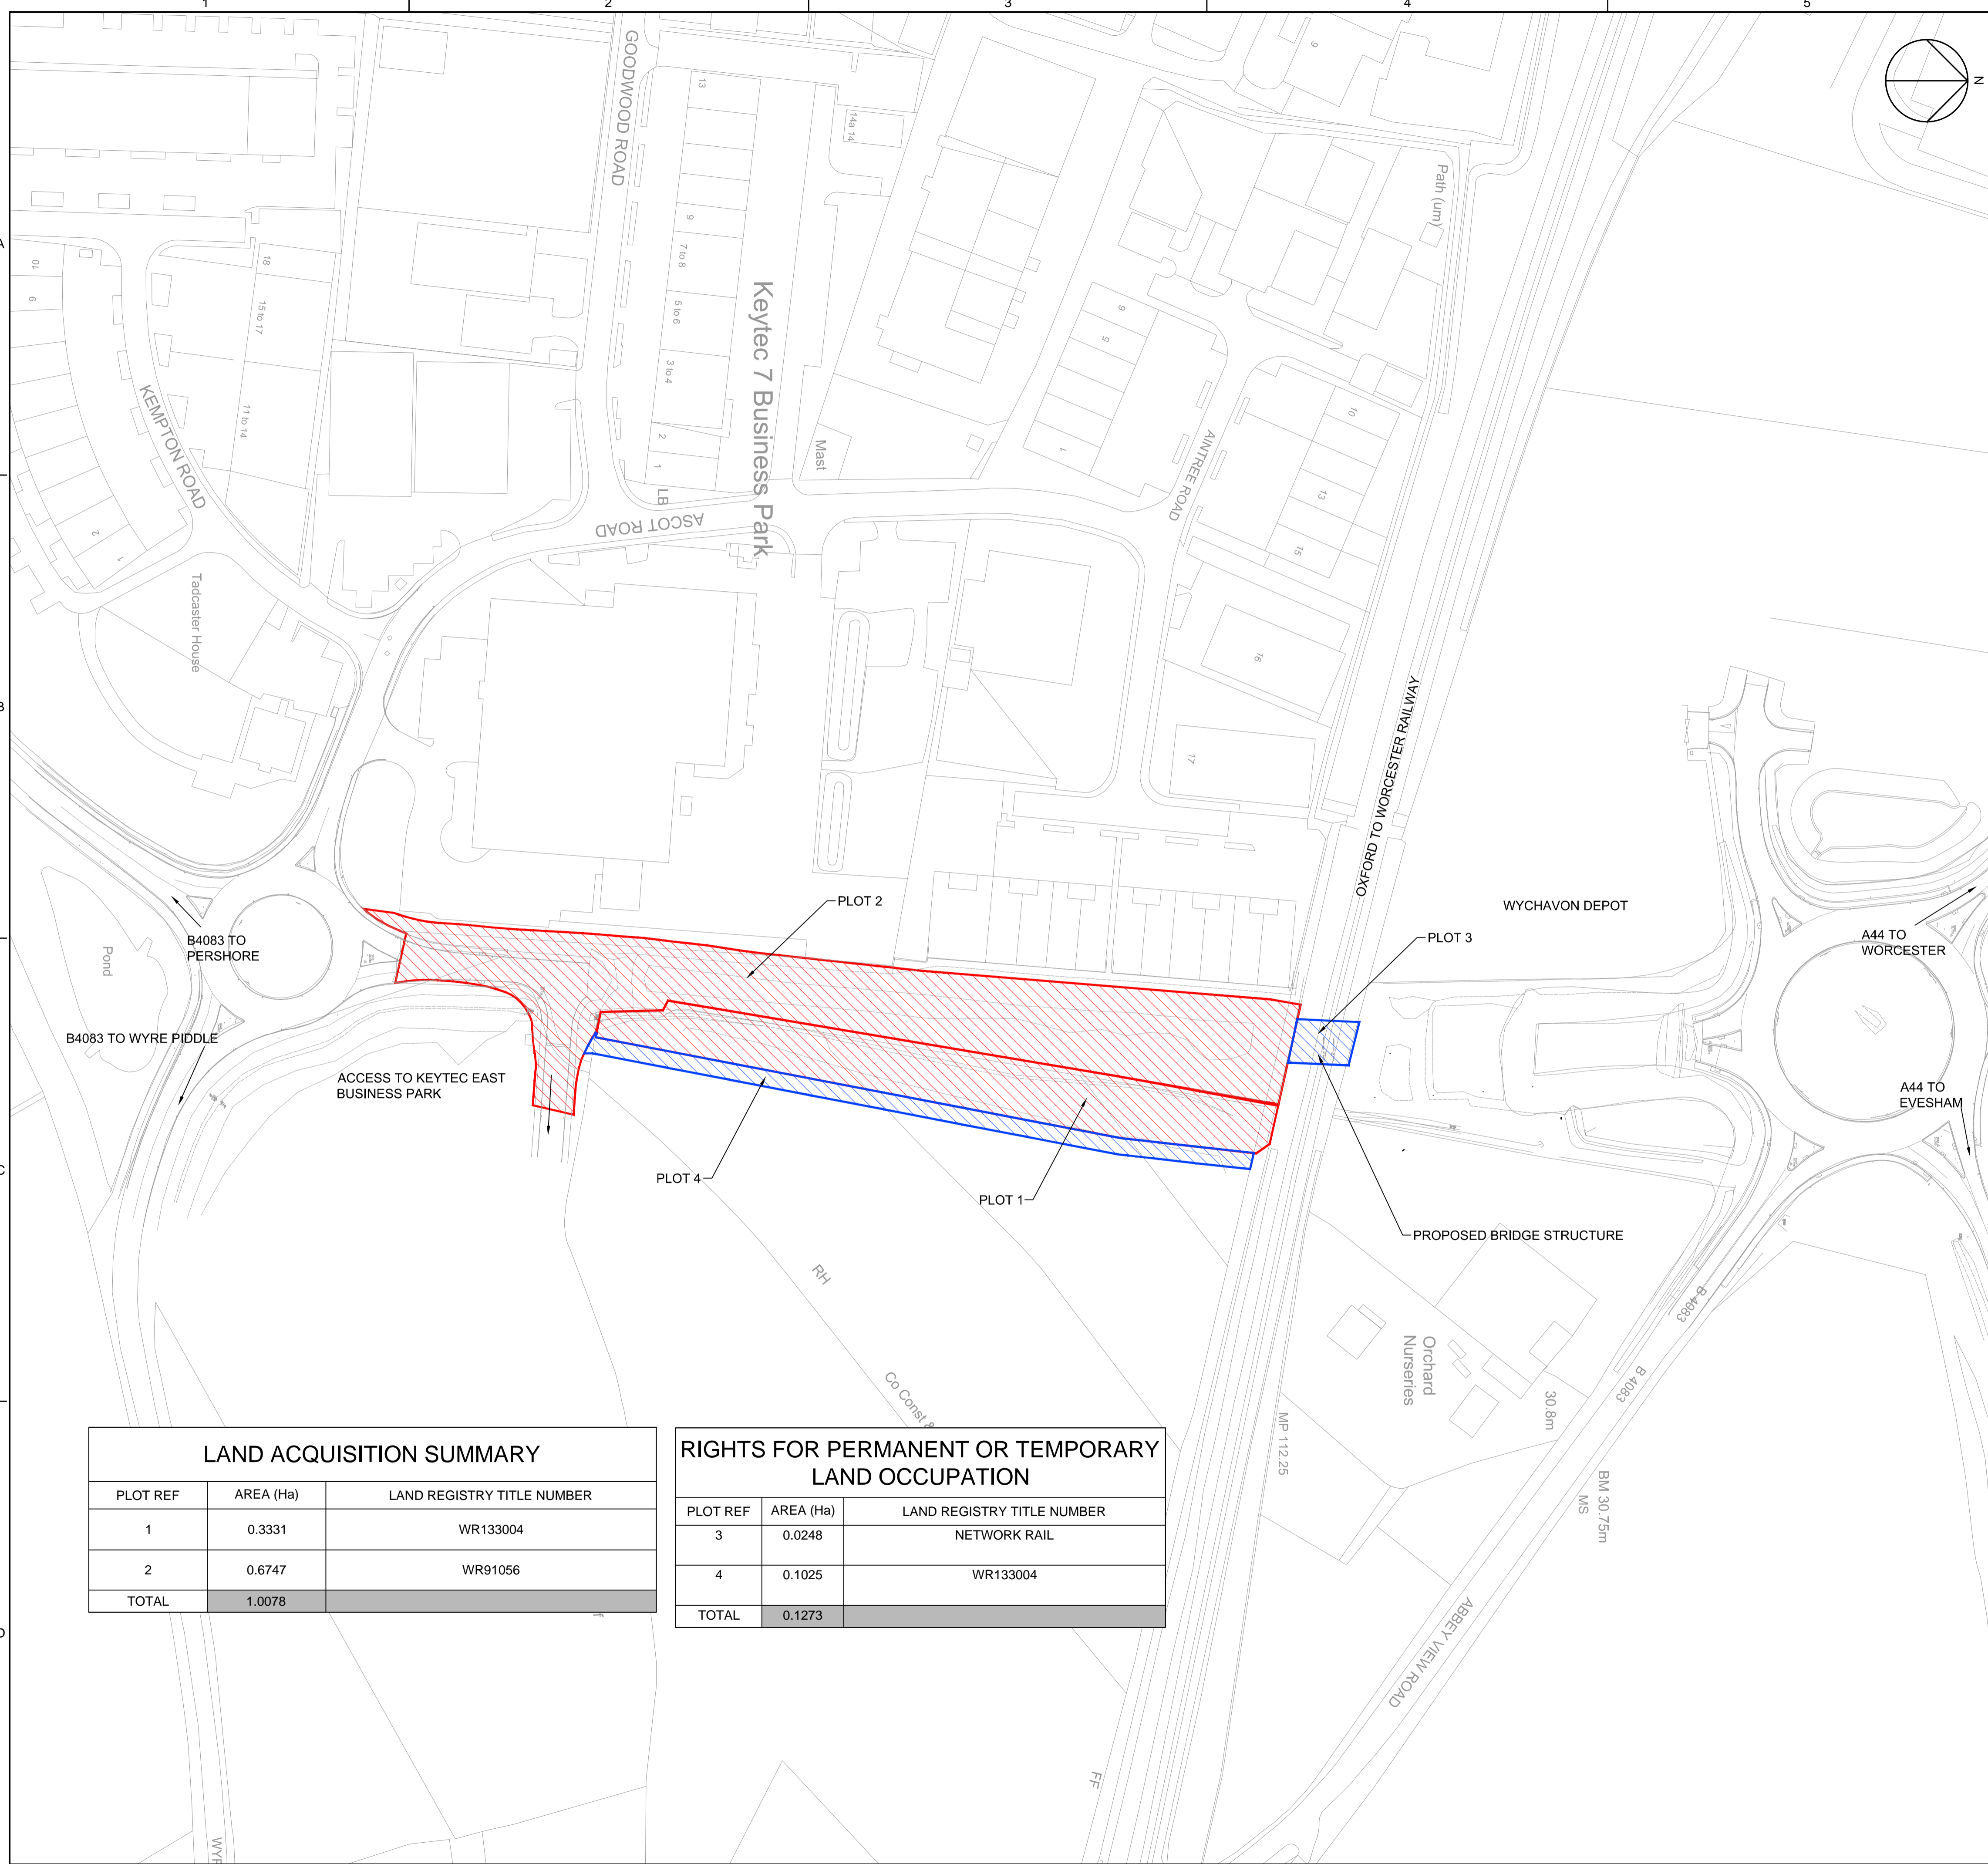 1
2
3
4
5
N
A
B
C
D
GOODWOOD ROAD
13
14a 14
9
9
7 to 8
5 to 6
3 to 4
2
1
LB
Keytec 7 Business Park
Mast
ASCOT ROAD
Path (um)
10
9
18
15 to 17
11 to 14
KEMPTON ROAD
2
1
Tadcaster House
9
5
1
AINTREE ROAD
10
13
15
16
17
OXFORD TO WORCESTER RAILWAY
PLOT 2
PLOT 3
WYCHAVON DEPOT
A44 TO
WORCESTER
B4083 TO
PERSHORE
Pond
B4083 TO WYRE PIDDLE
ACCESS TO KEYTEC EAST
BUSINESS PARK
A44 TO
EVESHAM
PLOT 4
PLOT 1
PROPOSED BRIDGE STRUCTURE
RH
Co Const &
Orchard
Nurseries
B 4083
B 4083
30.8m
MP 112.25
BM 30.75m
MS
ABBEY VIEW ROAD
FF
LAND ACQUISITION SUMMARY
PLOT REF AREA (Ha) LAND REGISTRY TITLE NUMBER
1 0.3331 WR133004
2 0.6747 WR91056
TOTAL 1.0078
RIGHTS FOR PERMANENT OR TEMPORARY
LAND OCCUPATION
PLOT REF AREA (Ha) LAND REGISTRY TITLE NUMBER
3 0.0248 NETWORK RAIL
4 0.1025 WR133004
TOTAL 0.1273